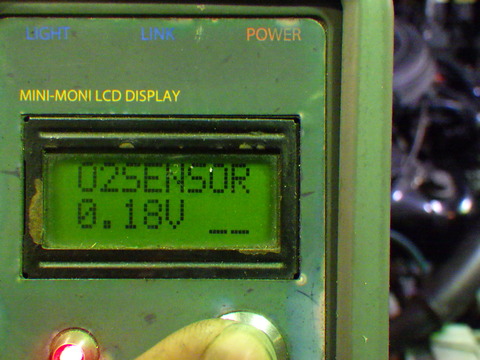 LIGHT LINK POWER
MINI-MONI LCD DISPLAY
O2SENSOR
0.18V _ _